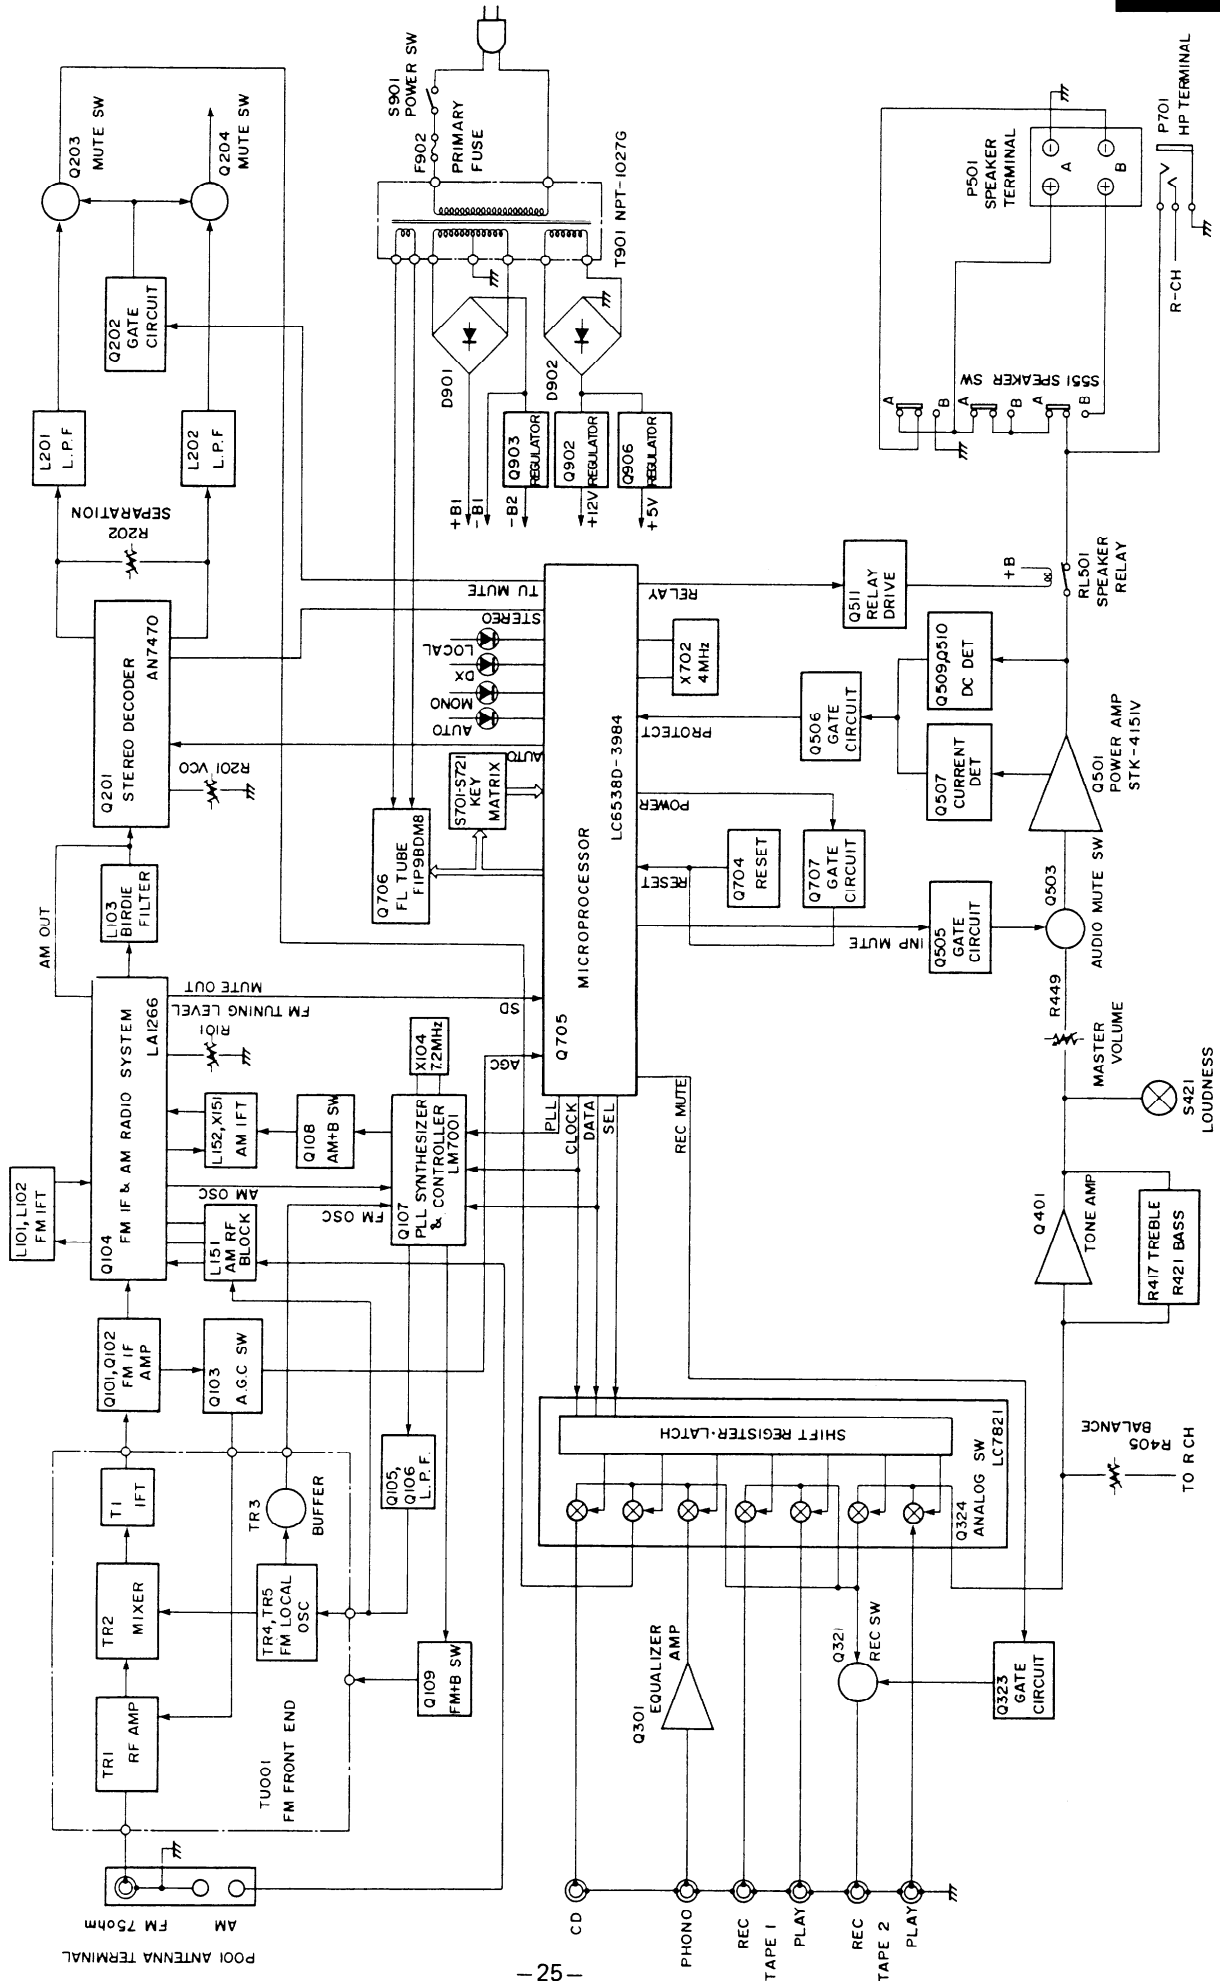 P001 ANTENNA TERMINAL
FM 75ohm
AM
TR1
RF AMP
TR2
MIXER
T1
IFT
TR3
BUFFER
TR4, TR5
FM LOCAL
OSC
TU001
FM FRONT END
Q101, Q102
FM IF
AMP
Q103
A.G.C SW
Q105,
Q106
L.P.F.
Q109
FM+B SW
L101, L102
FM IFT
Q104
FM IF & AM RADIO SYSTEM
LA1266
L151
AM RF
BLOCK
L152, X151
AM IFT
Q108
AM+B SW
AM OSC
FM OSC
Q107
PLL SYNTHESIZER
& CONTROLLER
LM7001
X104
7.2MHz
R101
FM TUNING LEVEL
MUTE OUT
AM OUT
L103
BIRDIE
FILTER
Q201
STEREO DECODER
AN7470
R201 VCO
R202
SEPARATION
L201
L.P.F
L202
L.P.F
Q202
GATE
CIRCUIT
Q203
MUTE SW
Q204
MUTE SW
S901
POWER SW
F902
PRIMARY
FUSE
T901 NPT-1027G
D901
D902
Q903
REGULATOR
Q902
REGULATOR
Q906
REGULATOR
+B1
-B1
-B2
+12V
+5V
Q706
FL TUBE
FIP9BDM8
S701-S721
KEY
MATRIX
AUTO
MONO
DX
LOCAL
AUTO
STEREO
TU MUTE
SD
AGC
Q705
MICROPROCESSOR
LC6538D-3984
PLL
CLOCK
DATA
SEL
REC MUTE
INP MUTE
RESET
POWER
PROTECT
RELAY
Q704
RESET
Q707
GATE
CIRCUIT
X702
4MHz
Q505
GATE
CIRCUIT
Q506
GATE
CIRCUIT
Q511
RELAY
DRIVE
Q507
CURRENT
DET
Q509, Q510
DC DET
+B
RL501
SPEAKER
RELAY
Q501
POWER AMP
STK-4151V
Q503
AUDIO MUTE SW
R449
MASTER
VOLUME
S421
LOUDNESS
Q401
TONE AMP
R417 TREBLE
R421 BASS
R405
BALANCE
TO R CH
SHIFT REGISTER·LATCH
Q324
ANALOG SW
LC7821
Q301
EQUALIZER
AMP
Q321
REC SW
Q323
GATE
CIRCUIT
CD
PHONO
REC
TAPE 1
PLAY
REC
TAPE 2
PLAY
A
B
A
B
A
B
S551 SPEAKER SW
P501
SPEAKER
TERMINAL
A
B
+
-
+
-
P701
HP TERMINAL
R-CH
-25-